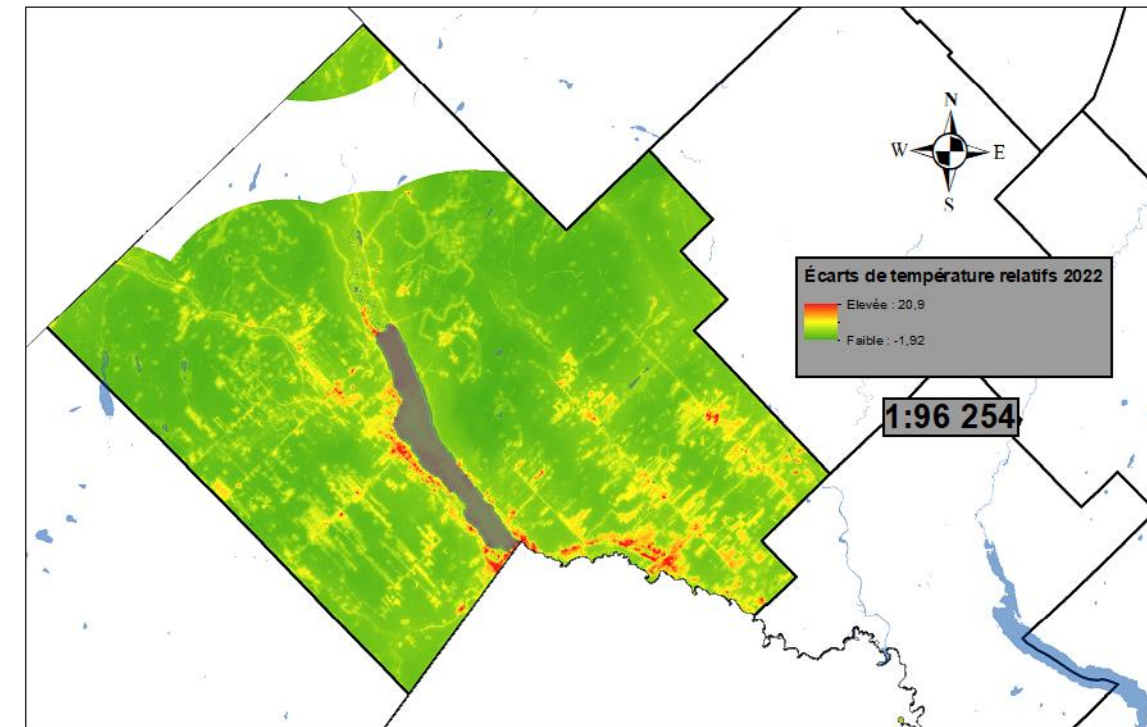 N
W E
S
Écarts de température relatifs 2022
Elevée : 20,9
Faible : -1,92
1:96 254